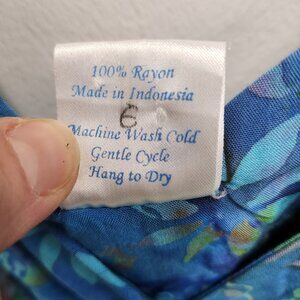 100% Rayon
Made in Indonesia
6
Machine Wash Cold
Gentle Cycle
Hang to Dry